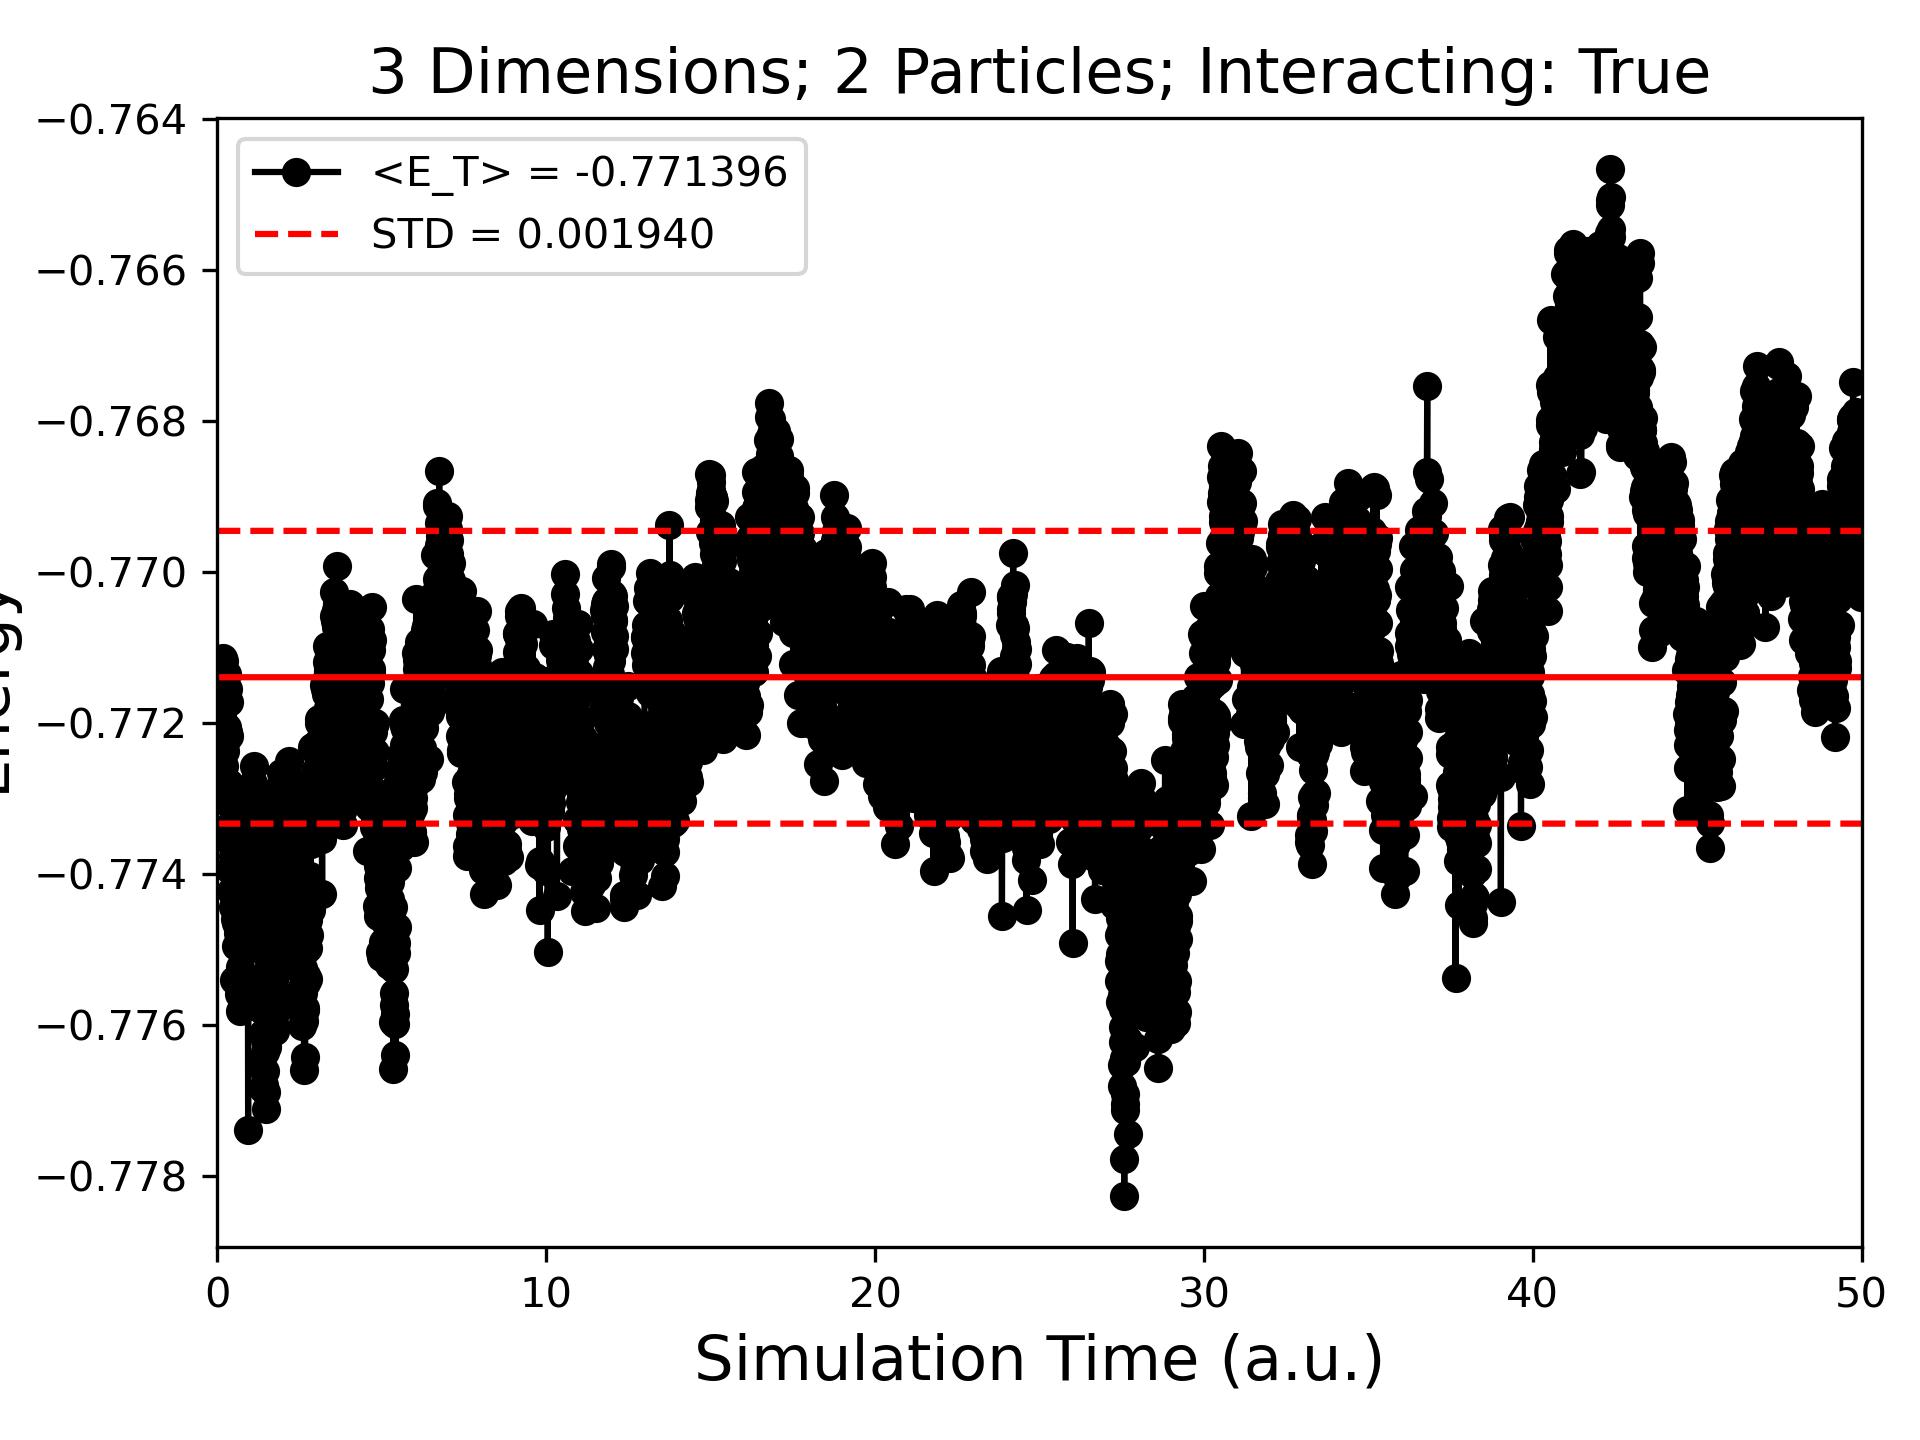 3 Dimensions; 2 Particles; Interacting: True
<E_T> = -0.771396
STD = 0.001940
−0.764
−0.766
−0.768
−0.770
−0.772
−0.774
−0.776
−0.778
Energy
0 10 20 30 40 50
Simulation Time (a.u.)